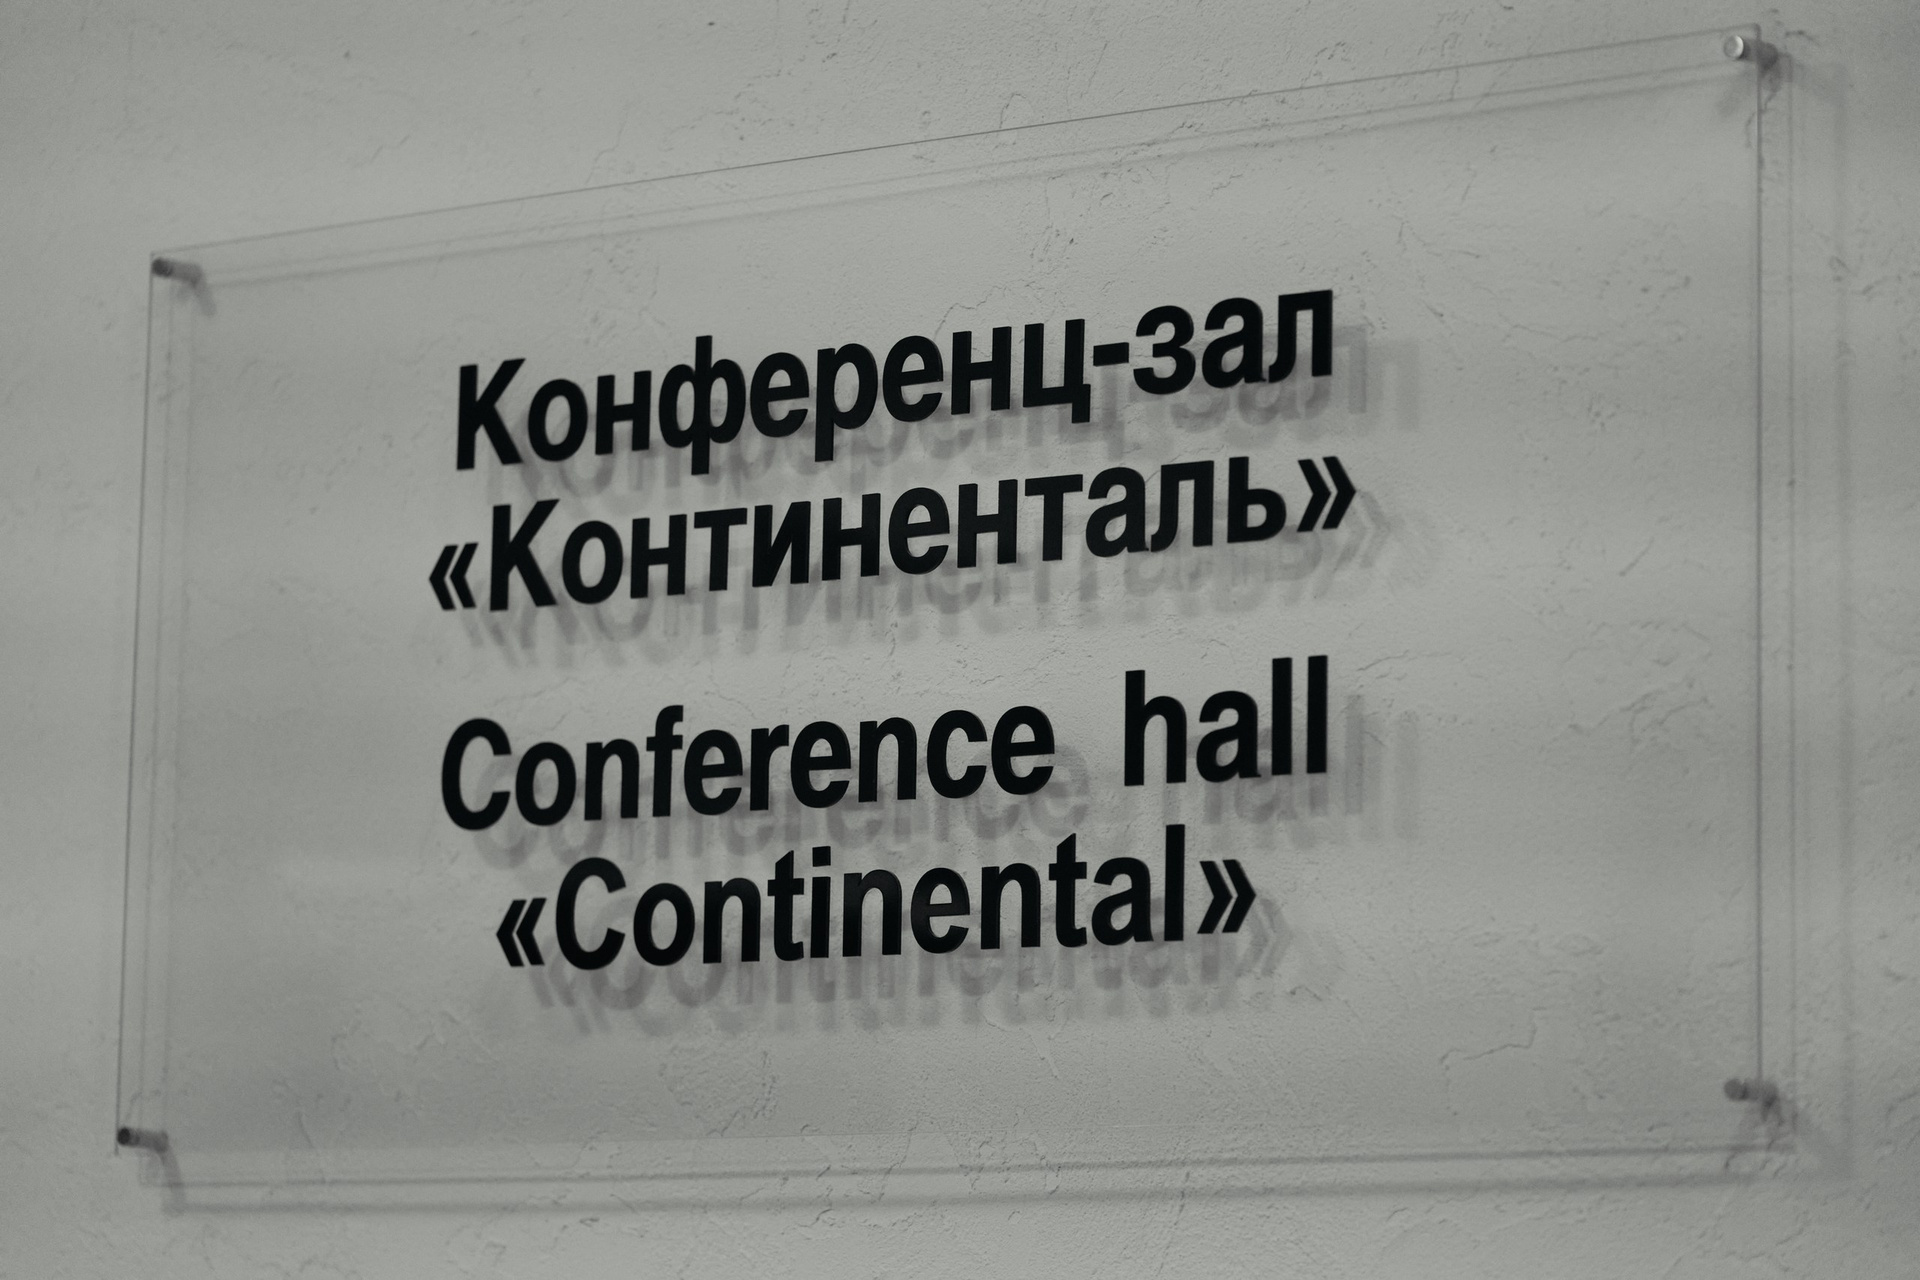 Конференц-зал
«Континенталь»
Conference hall
«Continental»